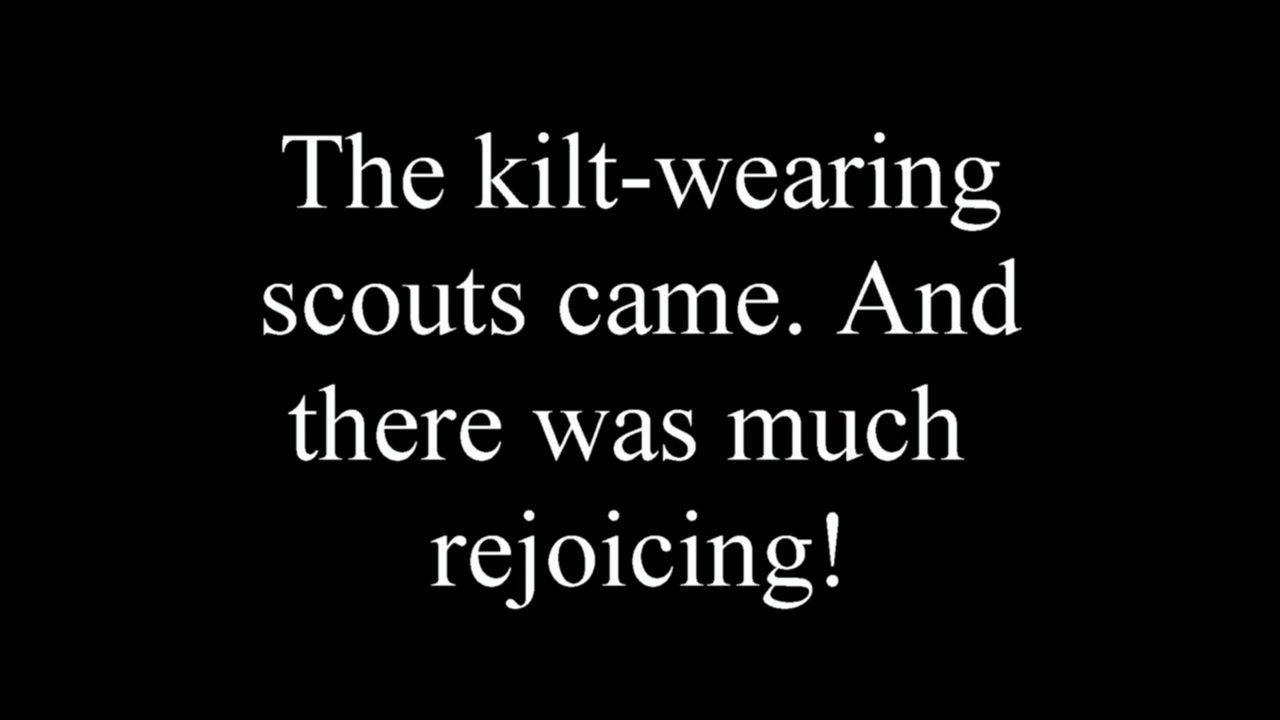 The kilt-wearing
scouts came. And
there was much
rejoicing!